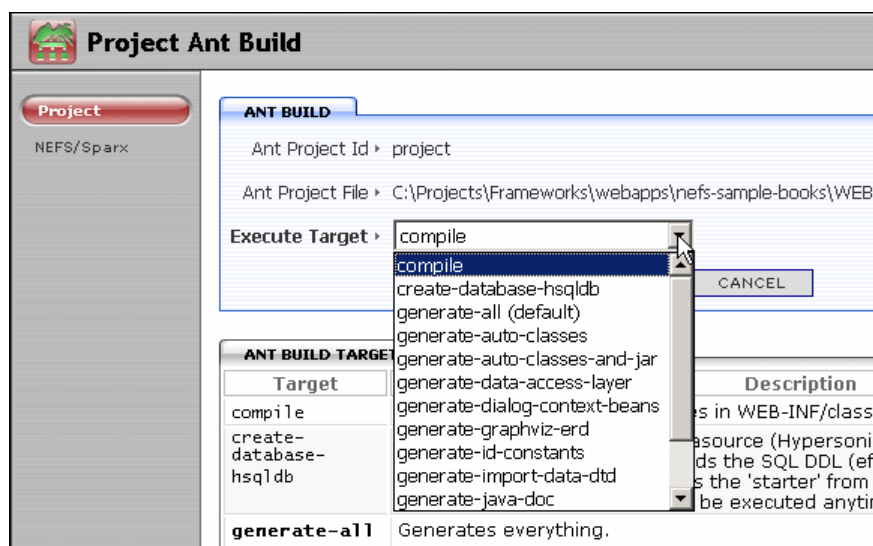 Project Ant Build
Project
NEFS/Sparx
ANT BUILD
Ant Project Id project
Ant Project File C:\Projects\Frameworks\webapps\nefs-sample-books\WEB
Execute Target compile
compile
create-database-hsqldb
generate-all (default)
generate-auto-classes
generate-auto-classes-and-jar
generate-data-access-layer
generate-dialog-context-beans
generate-graphviz-erd
generate-id-constants
generate-import-data-dtd
generate-java-doc
CANCEL
ANT BUILD TARGET
Target Description
compile es in WEB-INF/class
create- asource (Hypersoni
database- ds the SQL DDL (ef
hsqldb s the 'starter' from
be executed anytir
generate-all Generates everything.